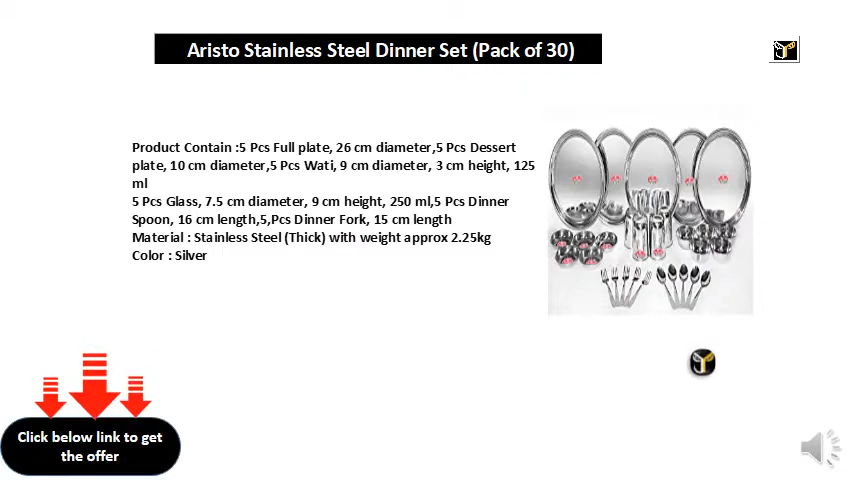 Aristo Stainless Steel Dinner Set (Pack of 30)
Product Contain :5 Pcs Full plate, 26 cm diameter,5 Pcs Dessert
plate, 10 cm diameter,5 Pcs Wati, 9 cm diameter, 3 cm height, 125
ml
5 Pcs Glass, 7.5 cm diameter, 9 cm height, 250 ml,5 Pcs Dinner
Spoon, 16 cm length,5,Pcs Dinner Fork, 15 cm length
Material : Stainless Steel (Thick) with weight approx 2.25kg
Color : Silver
Click below link to get
the offer